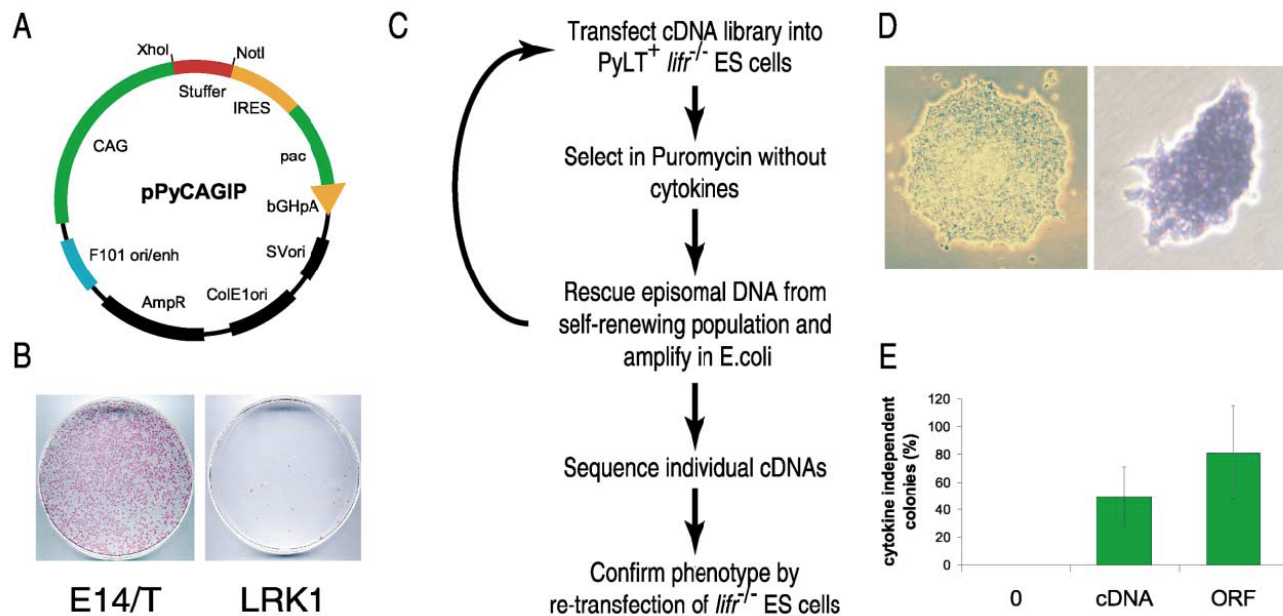 A
XhoI
NotI
Stuffer
IRES
CAG
pac
pPyCAGIP
bGHpA
F101 ori/enh
SVori
AmpR
ColE1ori
B
E14/T
LRK1
C
Transfect cDNA library into
PyLT+ lifr-/- ES cells
Select in Puromycin without
cytokines
Rescue episomal DNA from
self-renewing population and
amplify in E.coli
Sequence individual cDNAs
Confirm phenotype by
re-transfection of lifr-/- ES cells
D
E
cytokine independent
colonies (%)
120
100
80
60
40
20
0
0
cDNA
ORF